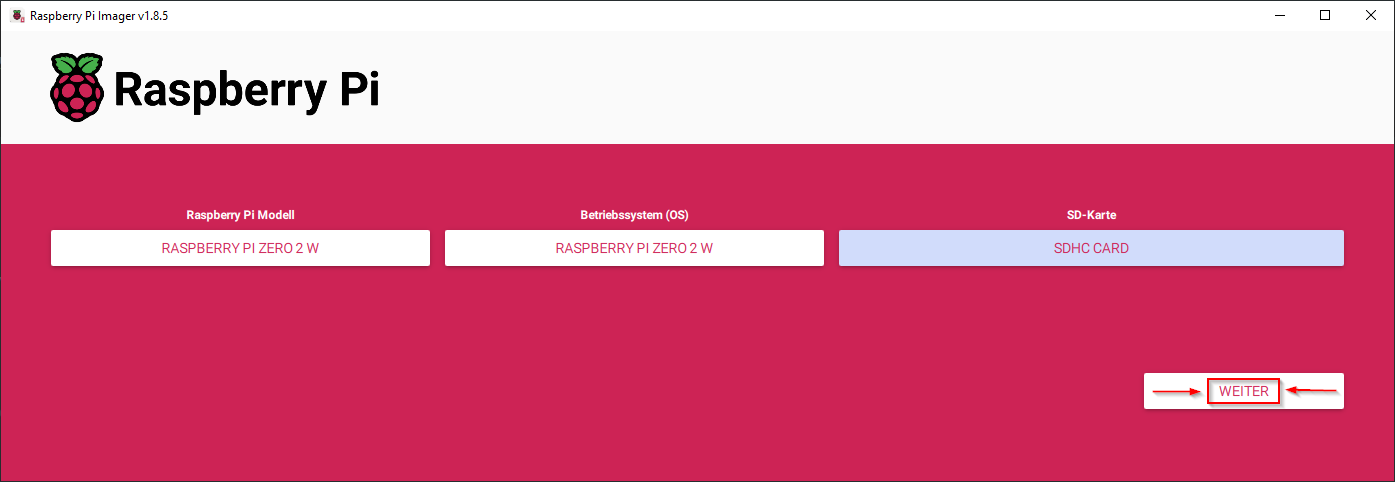 Raspberry Pi Imager v1.8.5
Raspberry Pi
Raspberry Pi Modell
RASPBERRY PI ZERO 2 W
Betriebssystem (OS)
RASPBERRY PI ZERO 2 W
SD-Karte
SDHC CARD
WEITER